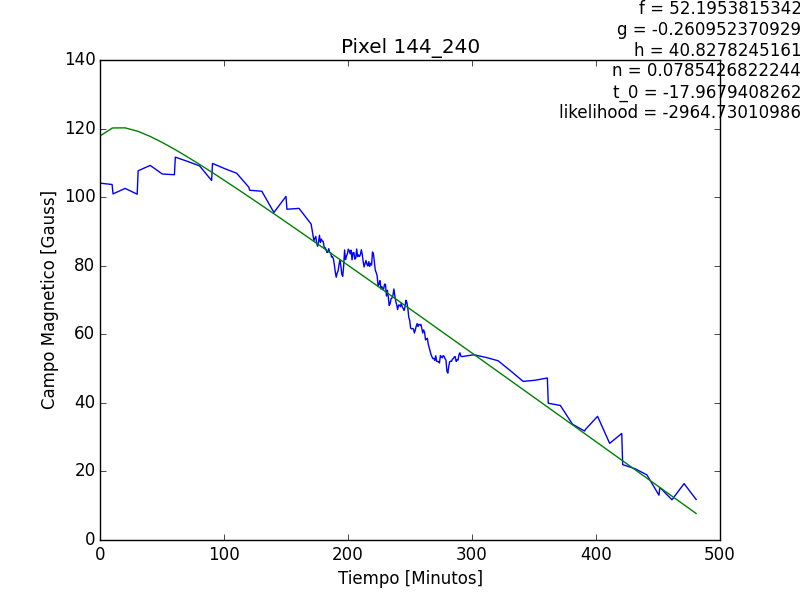 f = 52.1953815342
g = -0.260952370929
h = 40.8278245161
n = 0.0785426822244
t_0 = -17.9679408262
likelihood = -2964.73010986
Pixel 144_240
140
120
100
80
60
40
20
0
Campo Magnetico [Gauss]
0 100 200 300 400 500
Tiempo [Minutos]